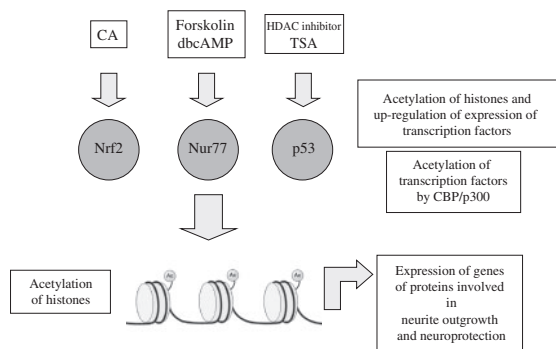 CA
Forskolin
dbcAMP
HDAC inhibitor
TSA
Nrf2
Nur77
p53
Acetylation of histones and
up-regulation of expression of
transcription factors
Acetylation of
transcription factors
by CBP/p300
Acetylation
of histones
Ac
Ac
Ac
Expression of genes
of proteins involved
in
neurite outgrowth
and neuroprotection